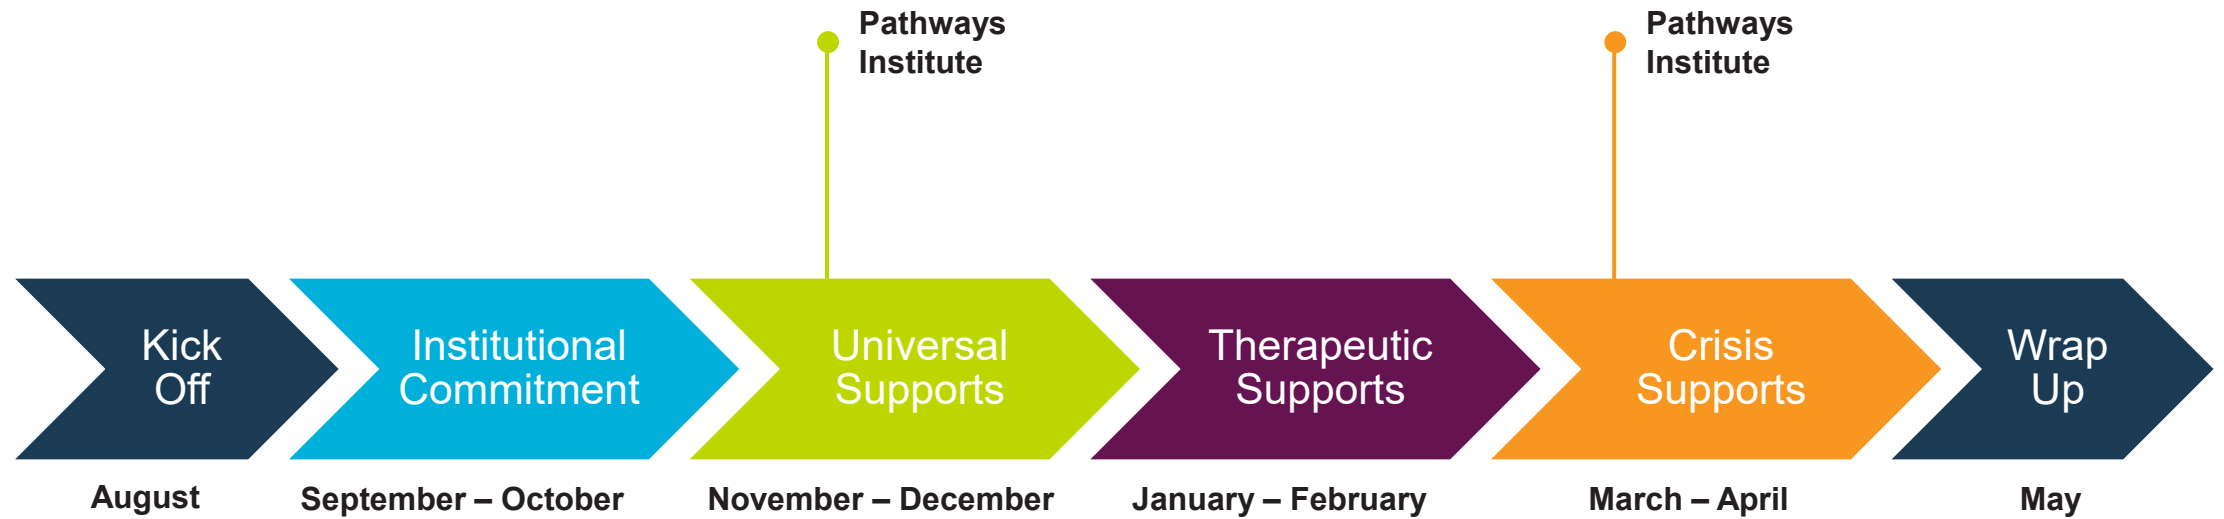 Pathways
Institute
Pathways
Institute
Kick
Off
Institutional
Commitment
Universal
Supports
Therapeutic
Supports
Crisis
Supports
Wrap
Up
August
September – October
November – December
January – February
March – April
May